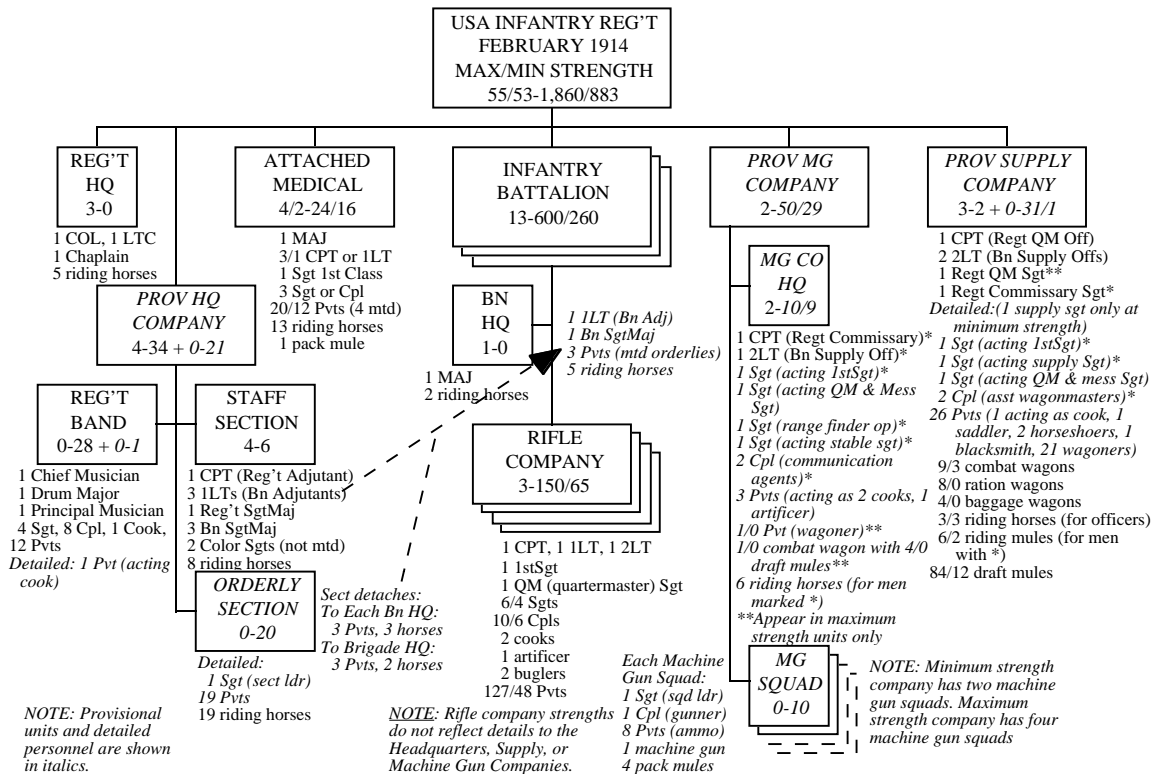 USA INFANTRY REG'T
FEBRUARY 1914
MAX/MIN STRENGTH
55/53-1,860/883
REG'T
HQ
3-0
1 COL, 1 LTC
1 Chaplain
5 riding horses
PROV HQ
COMPANY
4-34 + 0-21
REG'T
BAND
0-28 + 0-1
1 Chief Musician
1 Drum Major
1 Principal Musician
4 Sgt, 8 Cpl, 1 Cook,
12 Pvts
Detailed: 1 Pvt (acting
cook)
STAFF
SECTION
4-6
1 CPT (Reg't Adjutant)
3 1LTs (Bn Adjutants)
1 Reg't SgtMaj
3 Bn SgtMaj
2 Color Sgts (not mtd)
8 riding horses
ORDERLY
SECTION
0-20
Detailed:
1 Sgt (sect ldr)
19 Pvts
19 riding horses
Sect detaches:
To Each Bn HQ:
3 Pvts, 3 horses
To Brigade HQ:
3 Pvts, 2 horses
NOTE: Provisional
units and detailed
personnel are shown
in italics.
ATTACHED
MEDICAL
4/2-24/16
1 MAJ
3/1 CPT or 1LT
1 Sgt 1st Class
3 Sgt or Cpl
20/12 Pvts (4 mtd)
13 riding horses
1 pack mule
INFANTRY
BATTALION
13-600/260
BN
HQ
1-0
1 MAJ
2 riding horses
1 1LT (Bn Adj)
1 Bn SgtMaj
3 Pvts (mtd orderlies)
5 riding horses
RIFLE
COMPANY
3-150/65
1 CPT, 1 1LT, 1 2LT
1 1stSgt
1 QM (quartermaster) Sgt
6/4 Sgts
10/6 Cpls
2 cooks
1 artificer
2 buglers
127/48 Pvts
NOTE: Rifle company strengths
do not reflect details to the
Headquarters, Supply, or
Machine Gun Companies.
PROV MG
COMPANY
2-50/29
MG CO
HQ
2-10/9
1 CPT (Regt Commissary)*
1 2LT (Bn Supply Off)*
1 Sgt (acting 1stSgt)*
1 Sgt (acting QM & Mess
Sgt)
1 Sgt (range finder op)*
1 Sgt (acting stable sgt)*
2 Cpl (communication
agents)*
3 Pvts (acting as 2 cooks, 1
artificer)
1/0 Pvt (wagoner)**
1/0 combat wagon with 4/0
draft mules**
6 riding horses (for men
marked *)
**Appear in maximum
strength units only
MG
SQUAD
0-10
Each Machine
Gun Squad:
1 Sgt (sqd ldr)
1 Cpl (gunner)
8 Pvts (ammo)
1 machine gun
4 pack mules
NOTE: Minimum strength
company has two machine
gun squads. Maximum
strength company has four
machine gun squads
PROV SUPPLY
COMPANY
3-2 + 0-31/1
1 CPT (Regt QM Off)
2 2LT (Bn Supply Offs)
1 Regt QM Sgt**
1 Regt Commissary Sgt*
Detailed:(1 supply sgt only at
minimum strength)
1 Sgt (acting 1stSgt)*
1 Sgt (acting supply Sgt)*
1 Sgt (acting QM & mess Sgt)
2 Cpl (asst wagonmasters)*
26 Pvts (1 acting as cook, 1
saddler, 2 horseshoers, 1
blacksmith, 21 wagoners)
9/3 combat wagons
8/0 ration wagons
4/0 baggage wagons
3/3 riding horses (for officers)
6/2 riding mules (for men
with *)
84/12 draft mules